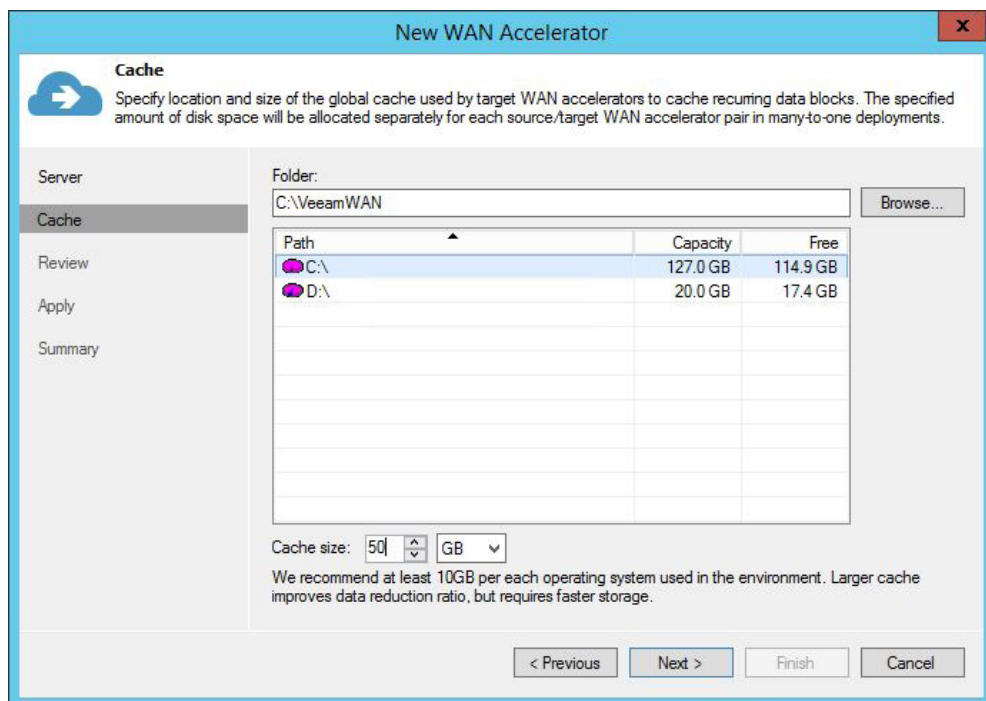 New WAN Accelerator
x
Cache
Specify location and size of the global cache used by target WAN accelerators to cache recurring data blocks. The specified
amount of disk space will be allocated separately for each source/target WAN accelerator pair in many-to-one deployments.
Server
Cache
Review
Apply
Summary
Folder:
C:\VeeamWAN
Browse...
Path Capacity Free
C:\ 127.0 GB 114.9 GB
D:\ 20.0 GB 17.4 GB
Cache size: 50 GB
We recommend at least 10GB per each operating system used in the environment. Larger cache
improves data reduction ratio, but requires faster storage.
< Previous Next > Finish Cancel